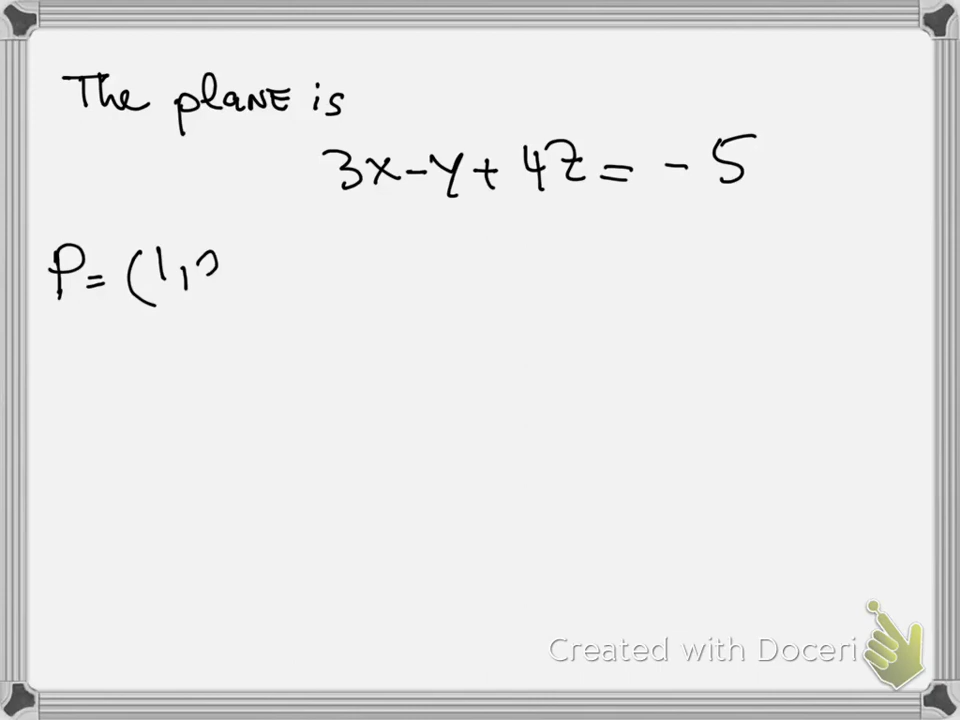 The plane is
3x-y+4z=-5
P=(1,
Created with Doceri